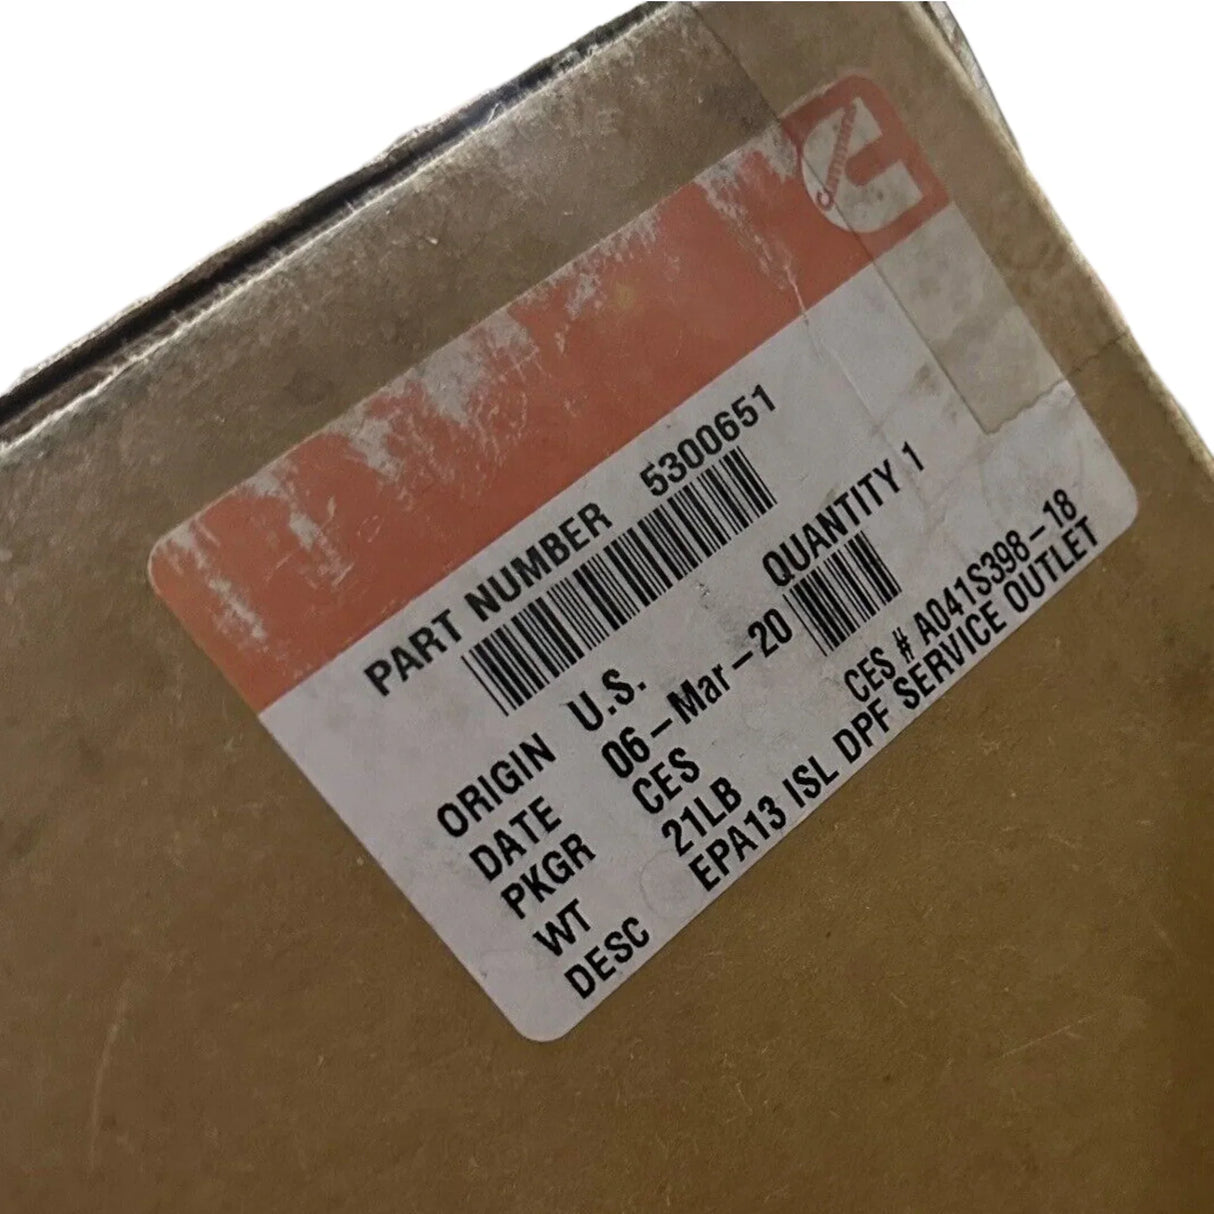 Cummins
PART NUMBER 5300651
ORIGIN U.S. QUANTITY 1
DATE 06-Mar-20
PKGR CES
WT 21LB CES # A041S398-18
DESC EPA13 ISL DPF SERVICE OUTLET